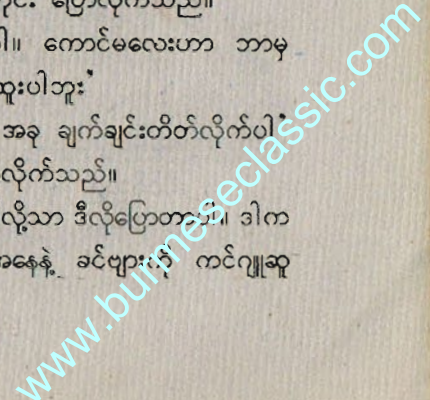 ပြောလိုက်သည်။
ပါ။ ကောင်မလေးဟာ ဘာမှ
ထူးပါဘူး'
အခု ချက်ချင်းတိတ်လိုက်ပါ'
လိုက်သည်။
လို့သာ ဒီလိုပြောတာပါ။ ဒါက
အနေနဲ့ ခင်ဗျားကို ကင်ဂျူဆူ
www.burmeseclassic.com